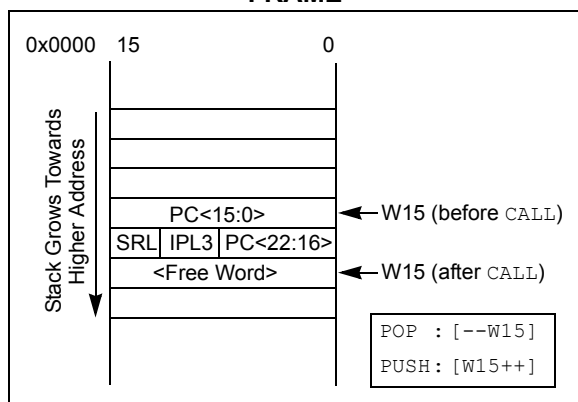 FRAME
0x0000 15 0
Stack Grows Towards
Higher Address
PC<15:0>
W15 (before CALL)
SRL IPL3 PC<22:16>
<Free Word>
W15 (after CALL)
POP : [--W15]
PUSH: [W15++]